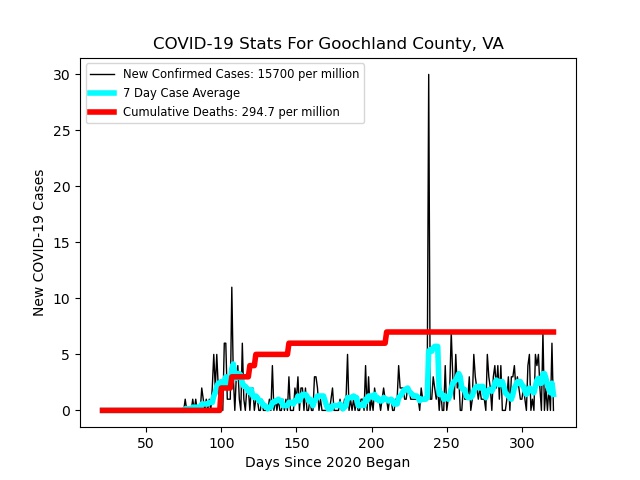 COVID-19 Stats For Goochland County, VA
New Confirmed Cases: 15700 per million
7 Day Case Average
Cumulative Deaths: 294.7 per million
New COVID-19 Cases
30
25
20
15
10
5
0
50 100 150 200 250 300
Days Since 2020 Began